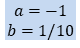 a = −1
b = 1/10